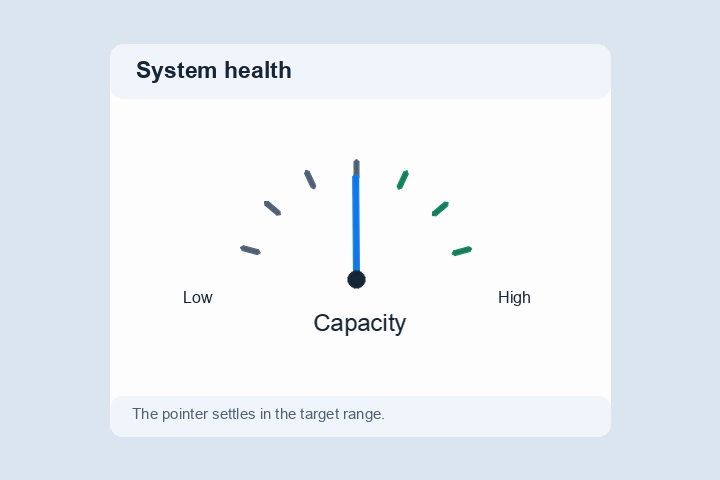 System health
Low
High
Capacity
The pointer settles in the target range.